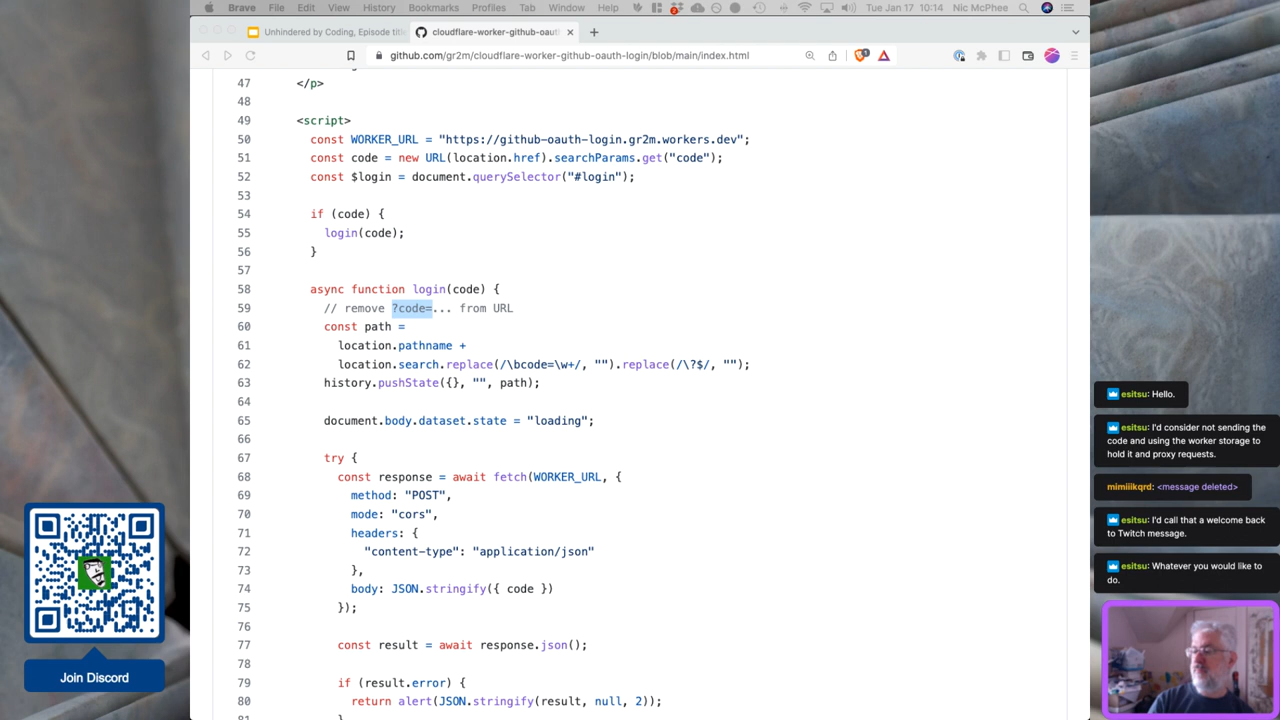 Brave File Edit View History Bookmarks Profiles Tab Window Help Tue Jan 17 10:14 Nic McPhee
Unhindered by Coding, Episode titl
cloudflare-worker-github-oauth
github.com/gr2m/cloudflare-worker-github-oauth-login/blob/main/index.html
47 </p>
48
49 <script>
50 const WORKER_URL = "https://github-oauth-login.gr2m.workers.dev";
51 const code = new URL(location.href).searchParams.get("code");
52 const $login = document.querySelector("#login");
53
54 if (code) {
55 login(code);
56 }
57
58 async function login(code) {
59 // remove ?code=... from URL
60 const path =
61 location.pathname +
62 location.search.replace(/\bcode=\w+/, "").replace(/\?$/, "");
63 history.pushState({}, "", path);
64
65 document.body.dataset.state = "loading";
66
67 try {
68 const response = await fetch(WORKER_URL, {
69 method: "POST",
70 mode: "cors",
71 headers: {
72 "content-type": "application/json"
73 },
74 body: JSON.stringify({ code })
75 });
76
77 const result = await response.json();
78
79 if (result.error) {
80 return alert(JSON.stringify(result, null, 2));
81 }
esitsu: Hello.
esitsu: I'd consider not sending the
code and using the worker storage to
hold it and proxy requests.
mimiiikqrd: <message deleted>
esitsu: I'd call that a welcome back
to Twitch message.
esitsu: Whatever you would like to
do.
Join Discord